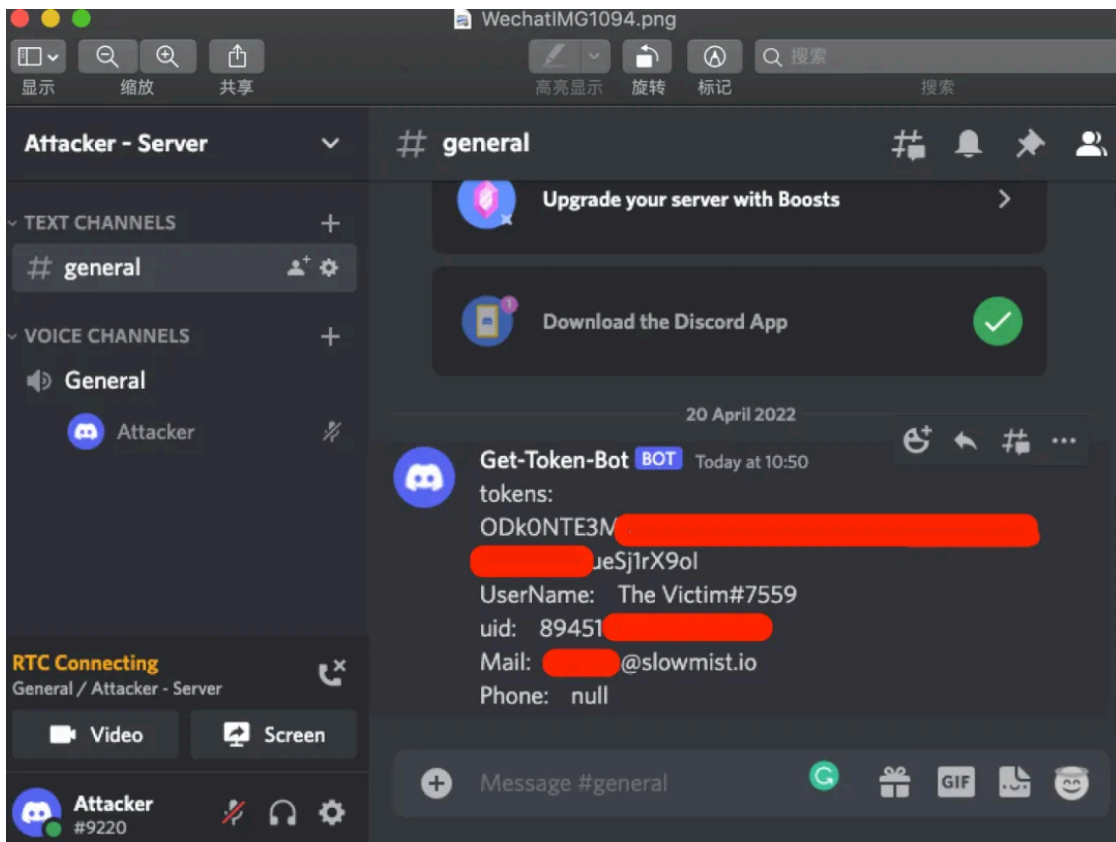 WechatIMG1094.png
搜索
显示
缩放
共享
高亮显示
旋转
标记
搜索
Attacker - Server
general
TEXT CHANNELS
general
VOICE CHANNELS
General
Attacker
RTC Connecting
General / Attacker - Server
Video
Screen
Attacker
#9220
Upgrade your server with Boosts
1
Download the Discord App
20 April 2022
Get-Token-Bot BOT Today at 10:50
tokens:
ODk0NTE3M
ueSj1rX9ol
UserName: The Victim#7559
uid: 89451
Mail: @slowmist.io
Phone: null
Message #general
GIF